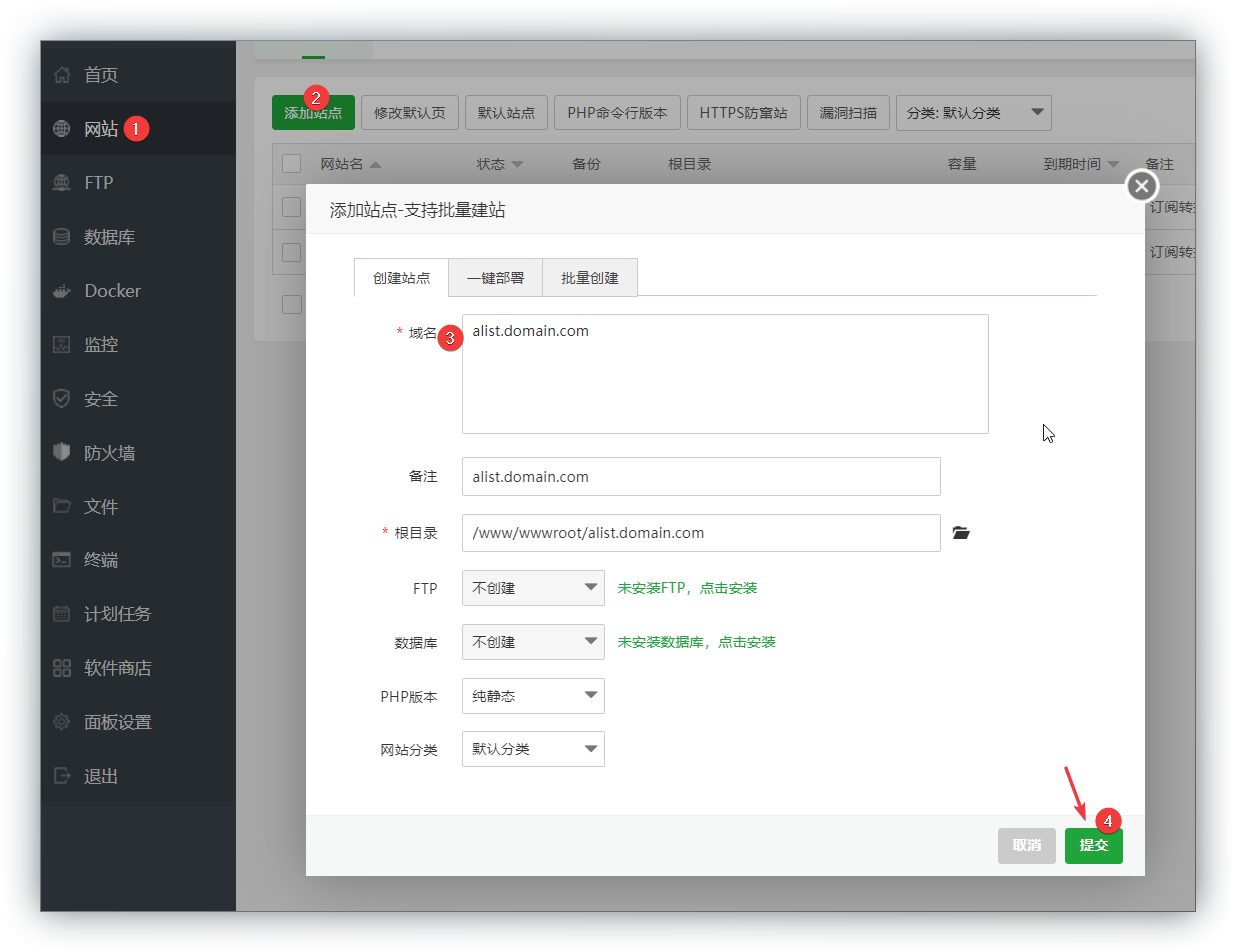 首页
网站 1
FTP
数据库
Docker
监控
安全
防火墙
文件
终端
计划任务
软件商店
面板设置
退出
2
添加站点 修改默认页 默认站点 PHP命令行版本 HTTPS防窜站 漏洞扫描 分类: 默认分类
网站名 状态 备份 根目录 容量 到期时间 备注
订阅转
订阅转
添加站点-支持批量建站
创建站点 一键部署 批量创建
* 域名 3 alist.domain.com
备注 alist.domain.com
* 根目录 /www/wwwroot/alist.domain.com
FTP 不创建 未安装FTP，点击安装
数据库 不创建 未安装数据库，点击安装
PHP版本 纯静态
网站分类 默认分类
4
取消 提交